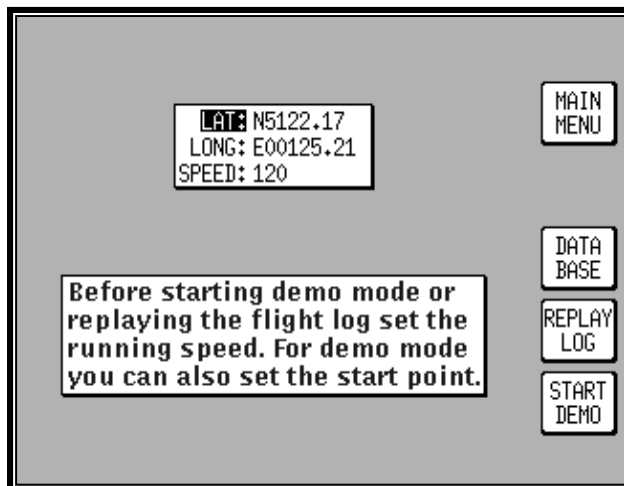 LAT: N5122.17
LONG: E00125.21
SPEED: 120
MAIN
MENU
DATA
BASE
Before starting demo mode or
replaying the flight log set the
running speed. For demo mode
you can also set the start point.
REPLAY
LOG
START
DEMO